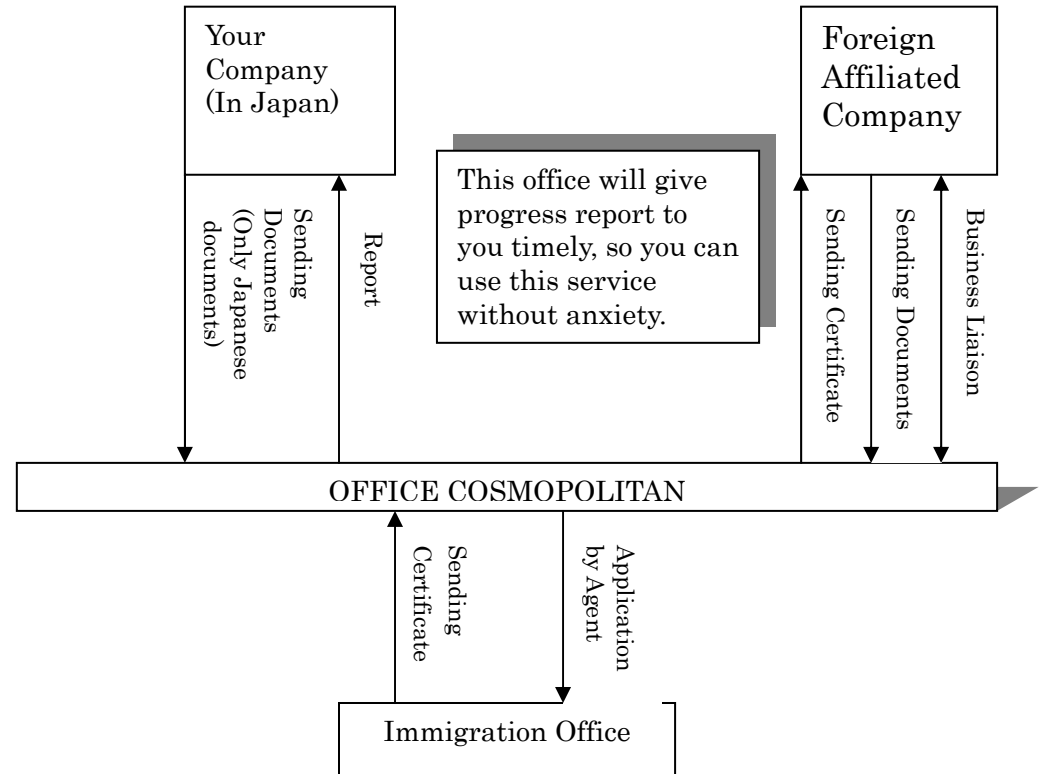 Your
Company
(In Japan)
Foreign
Affiliated
Company
This office will give
progress report to
you timely, so you can
use this service
without anxiety.
Sending
Documents
(Only Japanese
documents)
Report
Sending Certificate
Sending Documents
Business Liaison
OFFICE COSMOPOLITAN
Sending
Certificate
Application
by Agent
Immigration Office